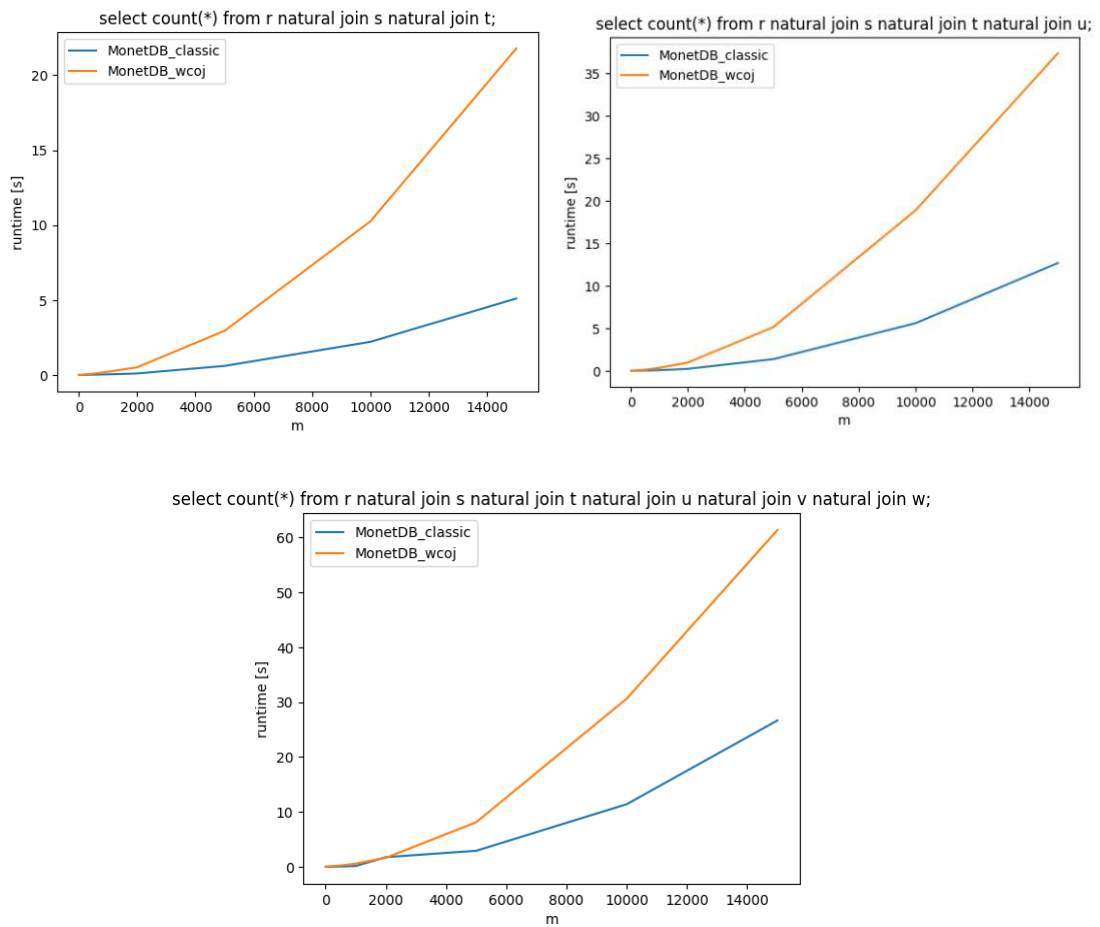 select count(*) from r natural join s natural join t;
MonetDB_classic
MonetDB_wcoj
runtime [s]
20
15
10
5
0
0 2000 4000 6000 8000 10000 12000 14000
m
select count(*) from r natural join s natural join t natural join u;
MonetDB_classic
MonetDB_wcoj
runtime [s]
35
30
25
20
15
10
5
0
0 2000 4000 6000 8000 10000 12000 14000
m
select count(*) from r natural join s natural join t natural join u natural join v natural join w;
MonetDB_classic
MonetDB_wcoj
runtime [s]
60
50
40
30
20
10
0
0 2000 4000 6000 8000 10000 12000 14000
m